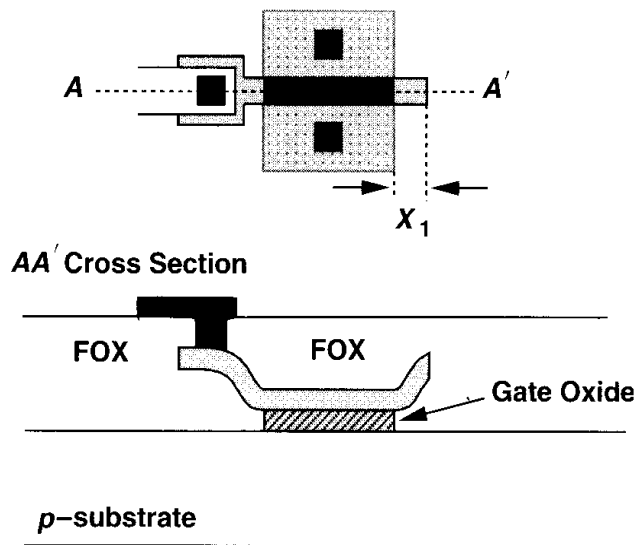 A A′
X1
AA′ Cross Section
FOX FOX
Gate Oxide
p–substrate